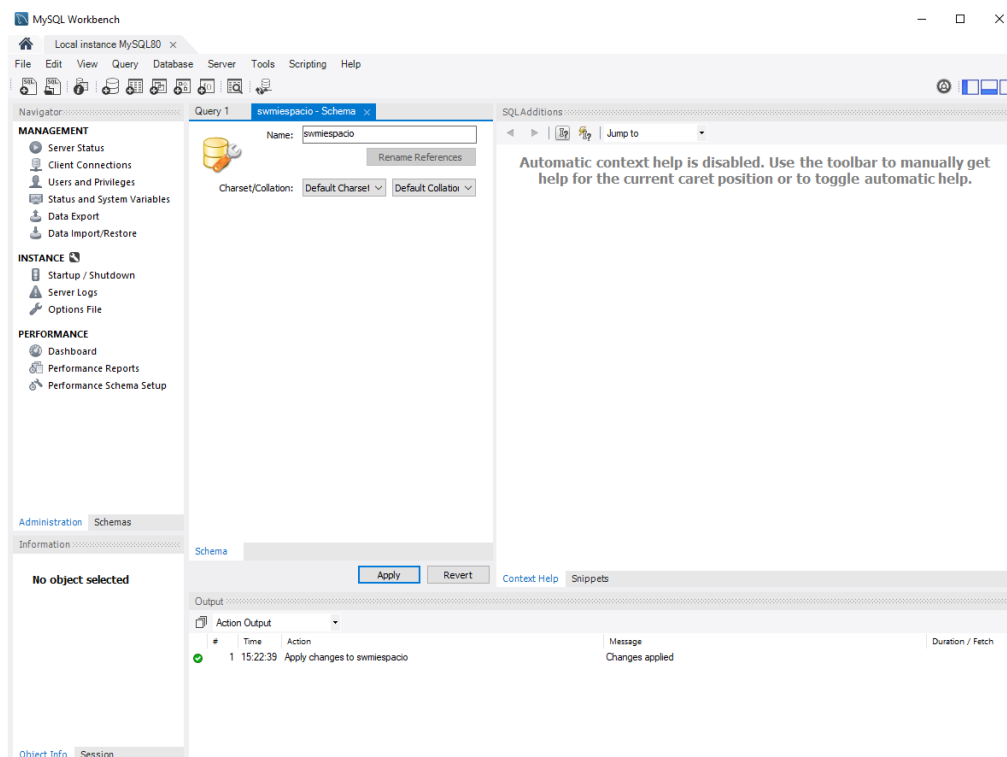 MySQL Workbench
Local instance MySQL80
File Edit View Query Database Server Tools Scripting Help
Navigator
MANAGEMENT
Server Status
Client Connections
Users and Privileges
Status and System Variables
Data Export
Data Import/Restore
INSTANCE
Startup / Shutdown
Server Logs
Options File
PERFORMANCE
Dashboard
Performance Reports
Performance Schema Setup
Administration Schemas
Information
No object selected
Object Info Session
Query 1 swmiespacio - Schema
Name: swmiespacio
Rename References
Charset/Collation: Default Charset Default Collation
Schema
Apply Revert
SQLAdditions
Jump to
Automatic context help is disabled. Use the toolbar to manually get
help for the current caret position or to toggle automatic help.
Context Help Snippets
Output
Action Output
# Time Action Message Duration / Fetch
1 15:22:39 Apply changes to swmiespacio Changes applied